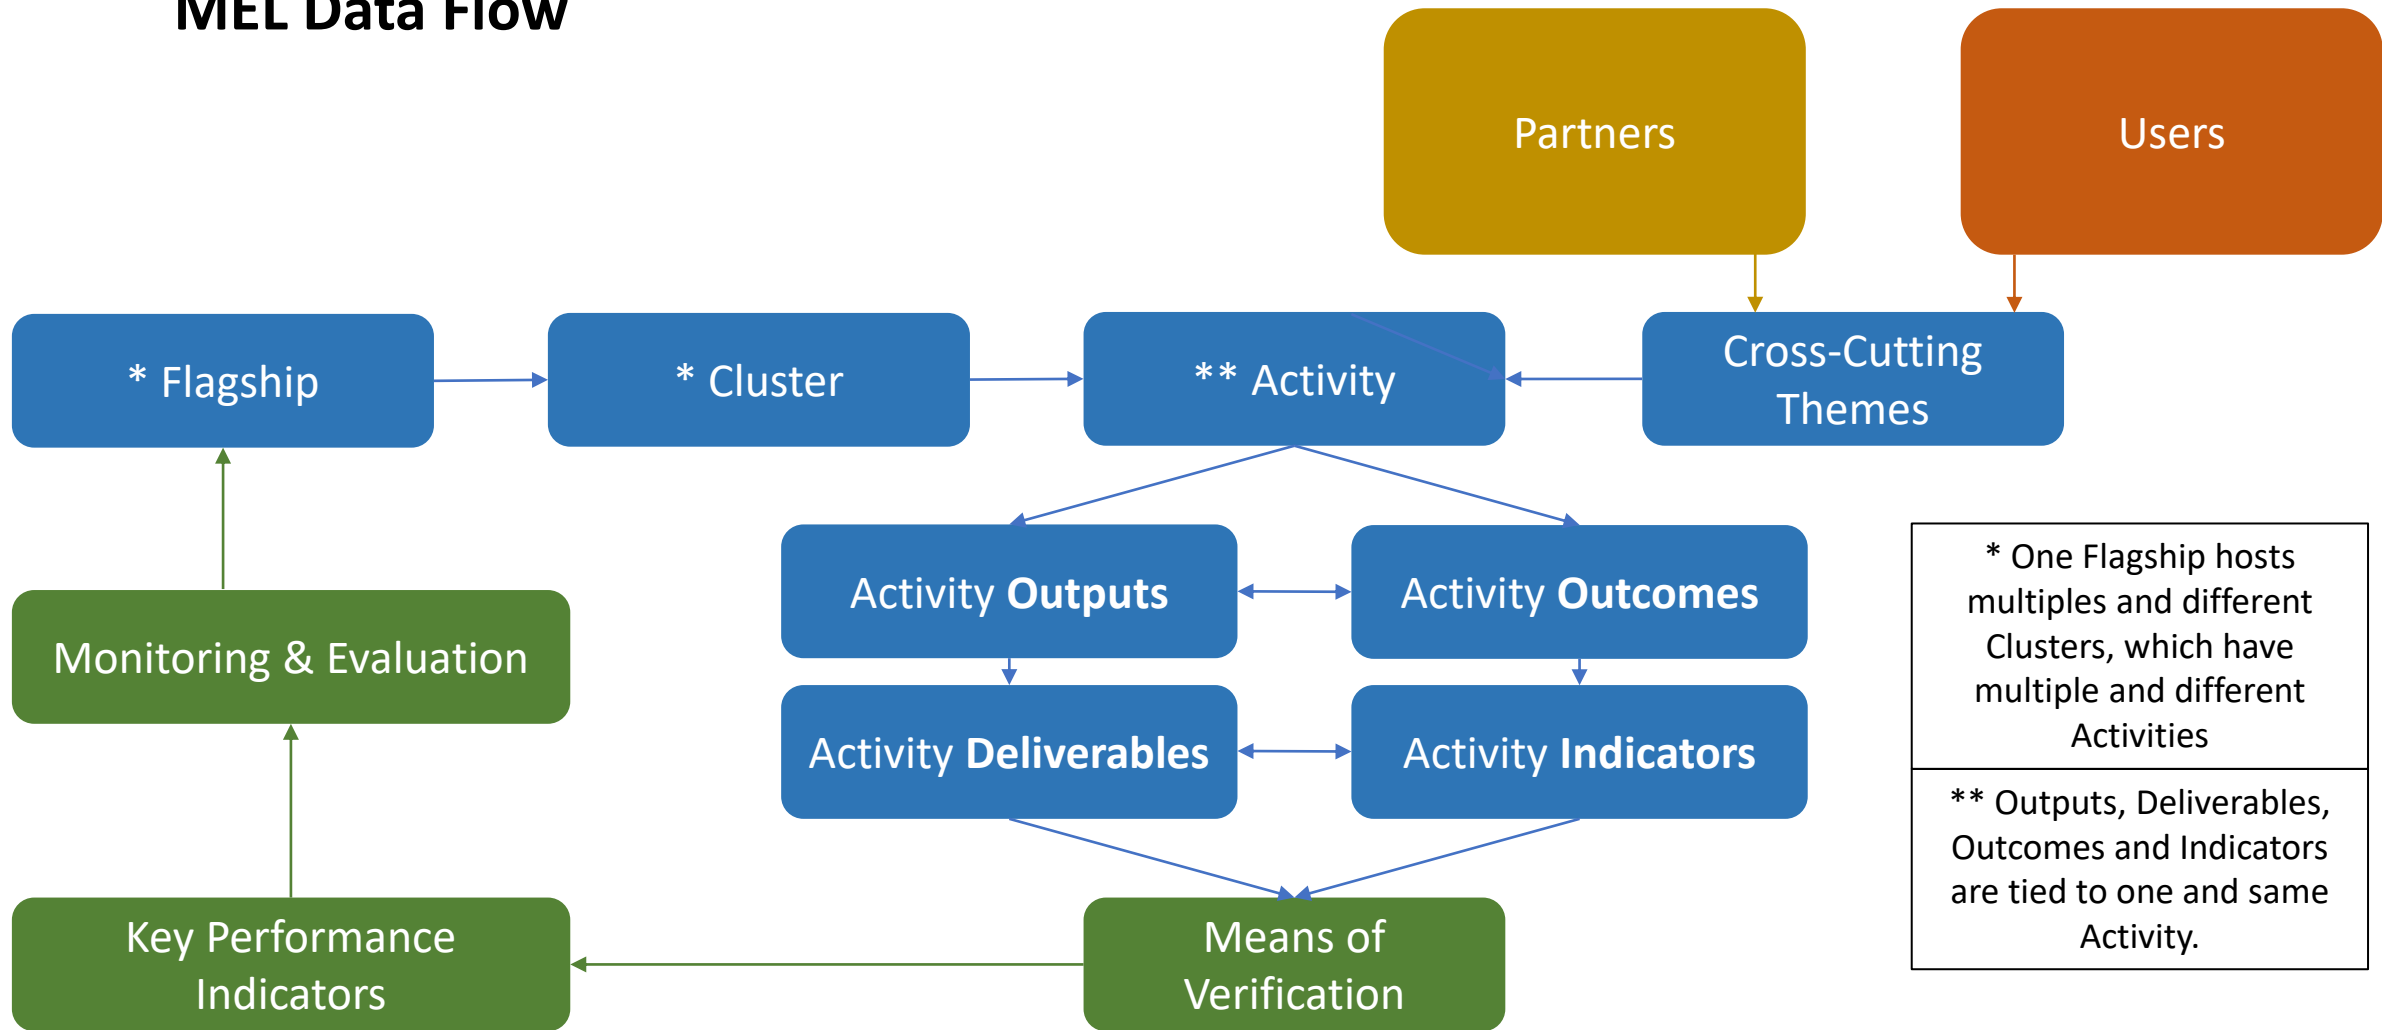 MEL Data Flow
Partners
Users
* Flagship
* Cluster
** Activity
Cross-Cutting
Themes
Activity Outputs
Activity Outcomes
Monitoring & Evaluation
Activity Deliverables
Activity Indicators
Key Performance
Indicators
Means of
Verification
* One Flagship hosts
multiples and different
Clusters, which have
multiple and different
Activities
** Outputs, Deliverables,
Outcomes and Indicators
are tied to one and same
Activity.